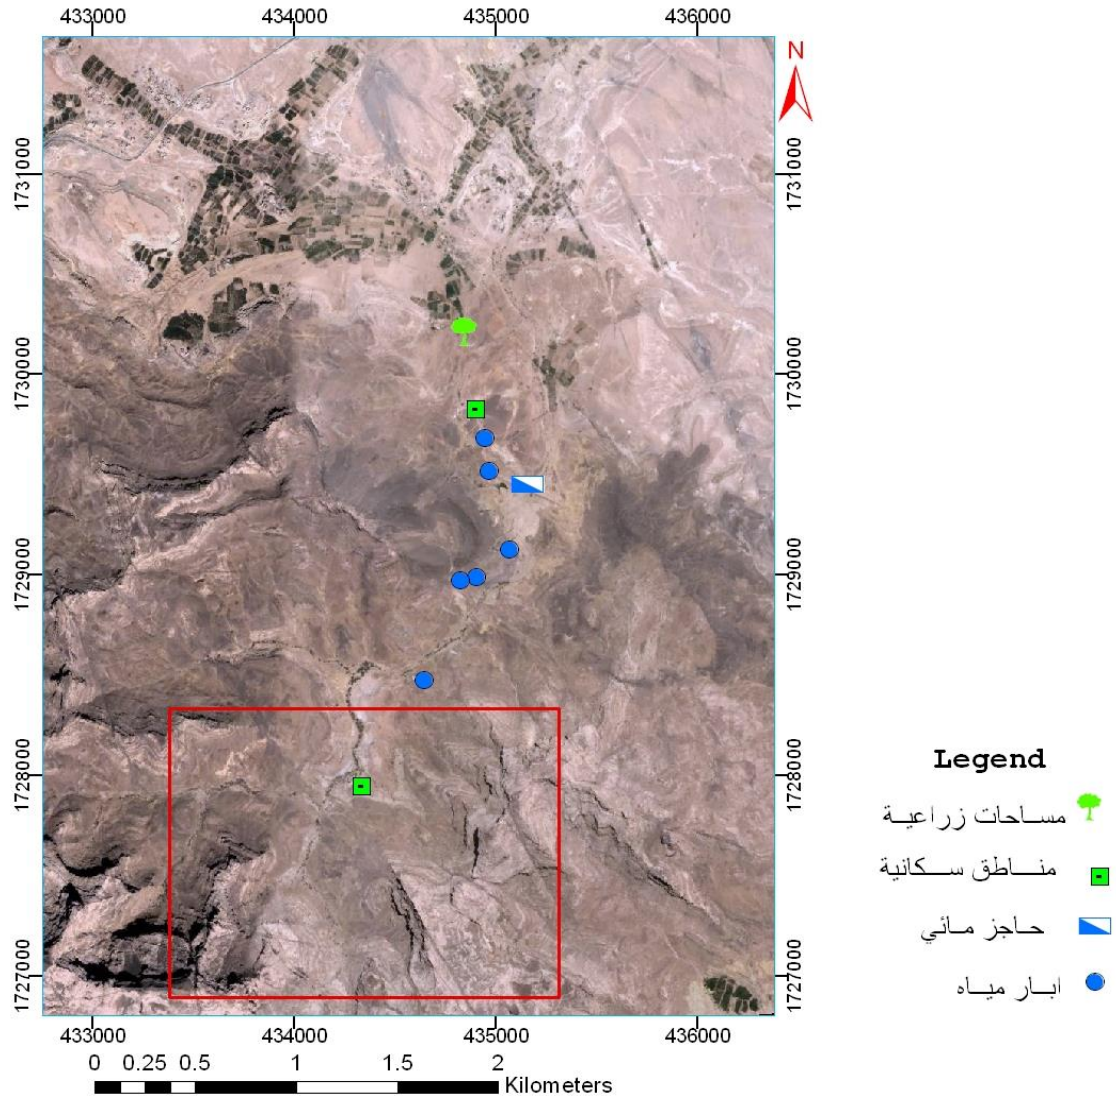 433000 434000 435000 436000
N
1731000 1731000
1730000 1730000
1729000 1729000
1728000 1728000
1727000 1727000
433000 434000 435000 436000
0 0.25 0.5 1 1.5 2
Kilometers
Legend
مساحات زراعية
مناطق سكانية
حاجز مائي
ابار مياه